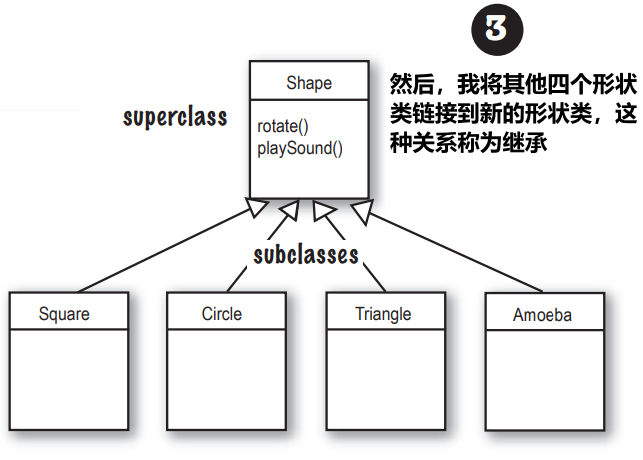 3
然后，我将其他四个形状
类链接到新的形状类，这
种关系称为继承
superclass
Shape
rotate()
playSound()
subclasses
Square
Circle
Triangle
Amoeba